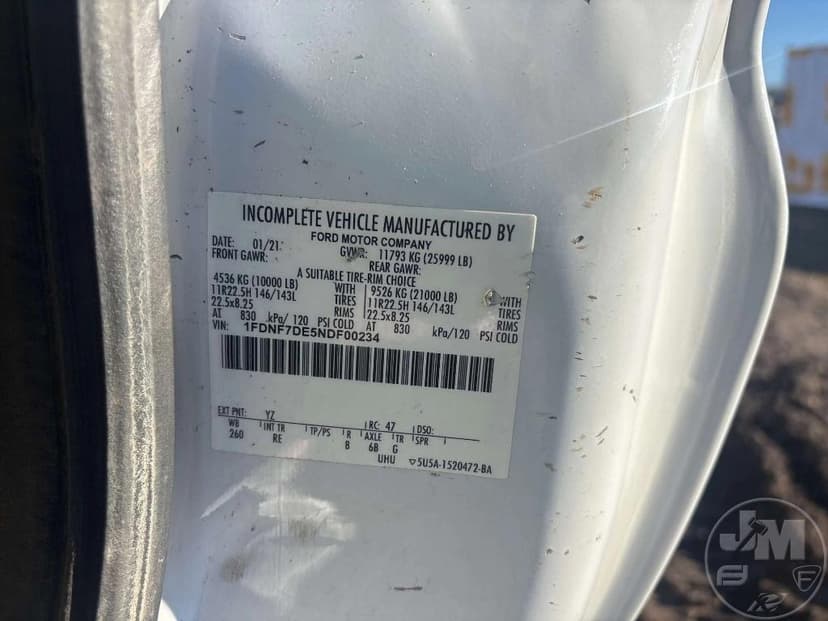 INCOMPLETE VEHICLE MANUFACTURED BY
FORD MOTOR COMPANY
DATE: 01/21 GVWR: 11793 KG (25999 LB)
FRONT GAWR: REAR GAWR:
A SUITABLE TIRE-RIM CHOICE
4536 KG (10000 LB) WITH 9526 KG (21000 LB) WITH
11R22.5H 146/143L TIRES 11R22.5H 146/143L TIRES
22.5x8.25 RIMS 22.5x8.25 RIMS
AT 830 kPa/ 120 PSI COLD AT 830 kPa/120 PSI COLD
VIN: 1FDNF7DE5NDF00234
EXT PNT: YZ RC: 47 DSO:
WB INT TR TP/PS R AXLE TR SPR
260 RE B 6B G
UHU ▽5U5A-1520472-BA
JM
F F